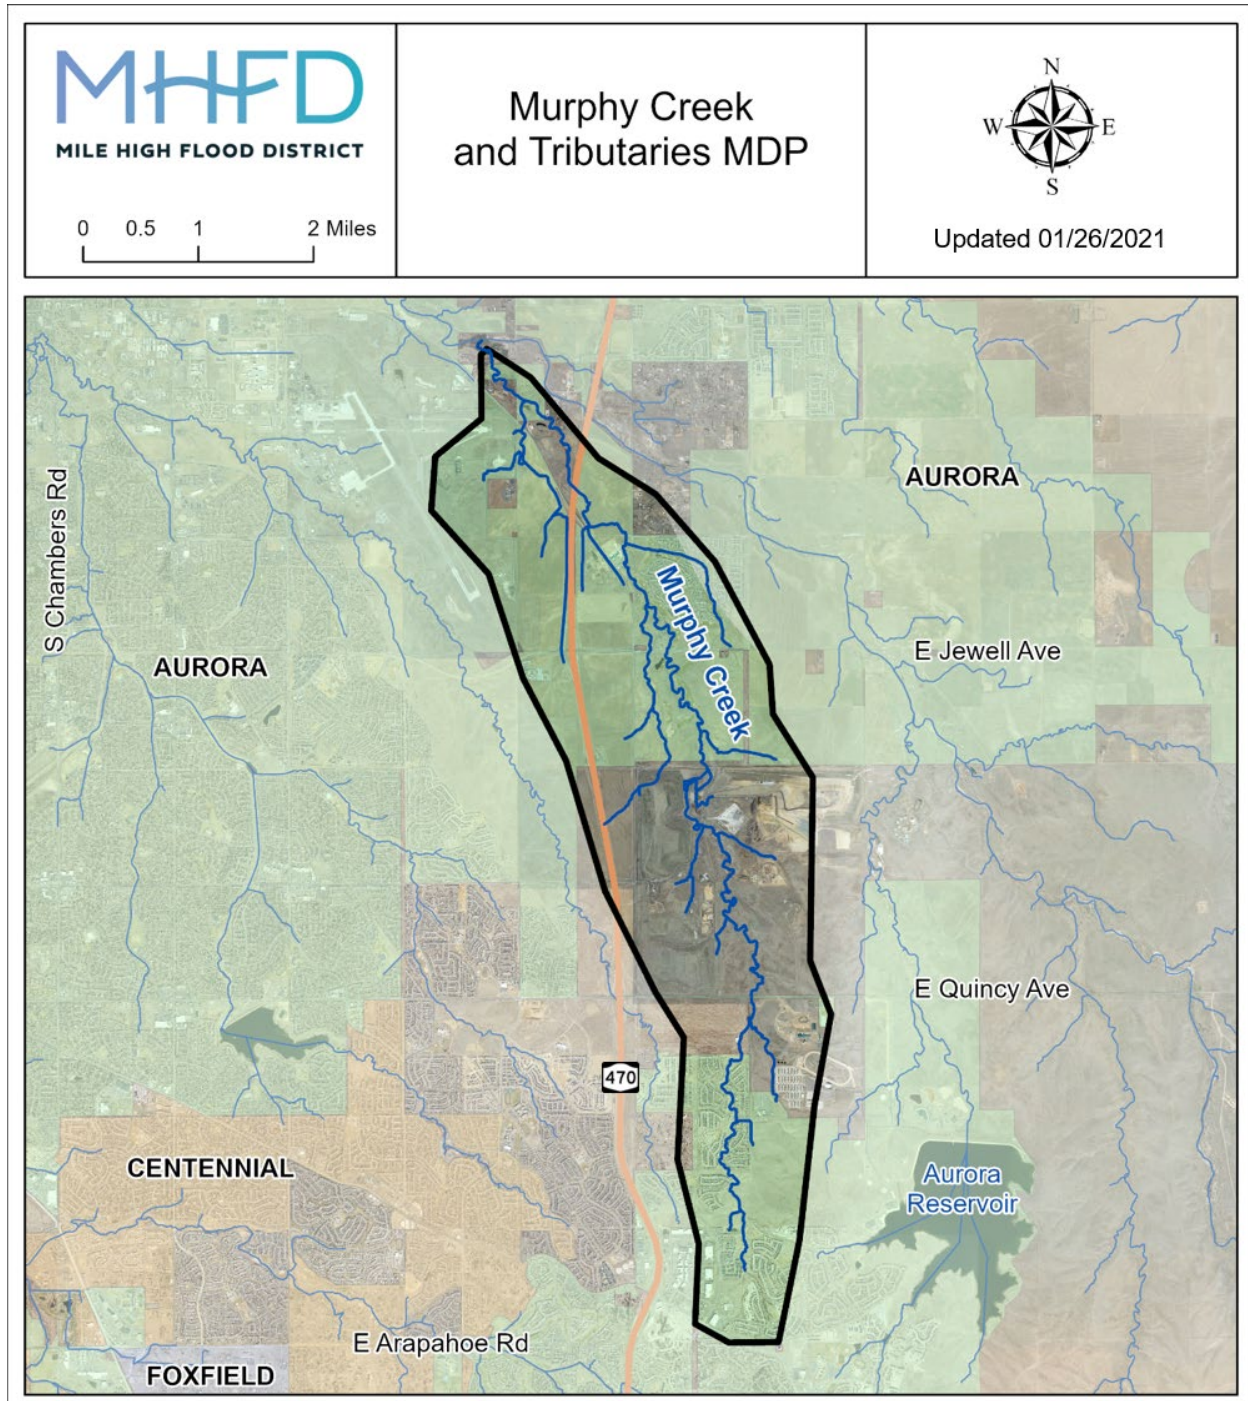 MHFD
MILE HIGH FLOOD DISTRICT
0 0.5 1 2 Miles
Murphy Creek
and Tributaries MDP
N
W E
S
Updated 01/26/2021
S Chambers Rd
AURORA
AURORA
Murphy Creek
E Jewell Ave
E Quincy Ave
470
CENTENNIAL
Aurora
Reservoir
E Arapahoe Rd
FOXFIELD